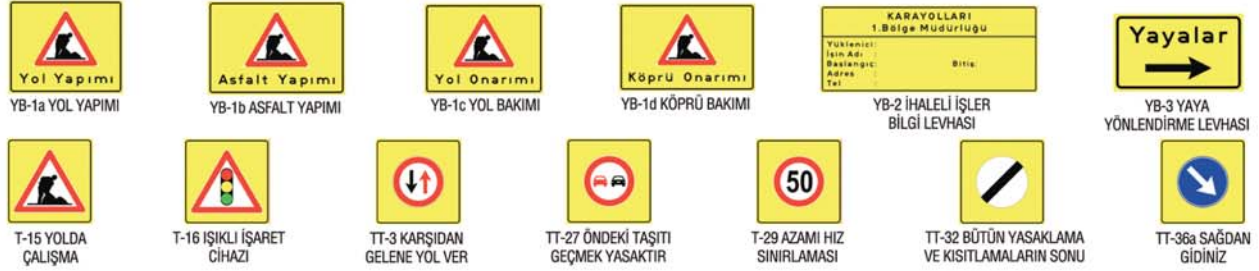 Yol Yapımı
YB-1a YOL YAPIMI
Asfalt Yapımı
YB-1b ASFALT YAPIMI
Yol Onarımı
YB-1c YOL BAKIMI
Köprü Onarımı
YB-1d KÖPRÜ BAKIMI
KARAYOLLARI
1.Bölge Müdürlüğü
Yüklenici:
İşin Adı :
Başlangıç: Bitiş:
Adres :
Tel :
YB-2 İHALELİ İŞLER
BİLGİ LEVHASI
Yayalar
YB-3 YAYA
YÖNLENDİRME LEVHASI
T-15 YOLDA
ÇALIŞMA
T-16 IŞIKLI İŞARET
CİHAZI
TT-3 KARŞIDAN
GELENE YOL VER
TT-27 ÖNDEKİ TAŞITI
GEÇMEK YASAKTIR
50
T-29 AZAMI HIZ
SINIRLAMASI
TT-32 BÜTÜN YASAKLAMA
VE KISITLAMALARIN SONU
TT-36a SAĞDAN
GİDİNİZ